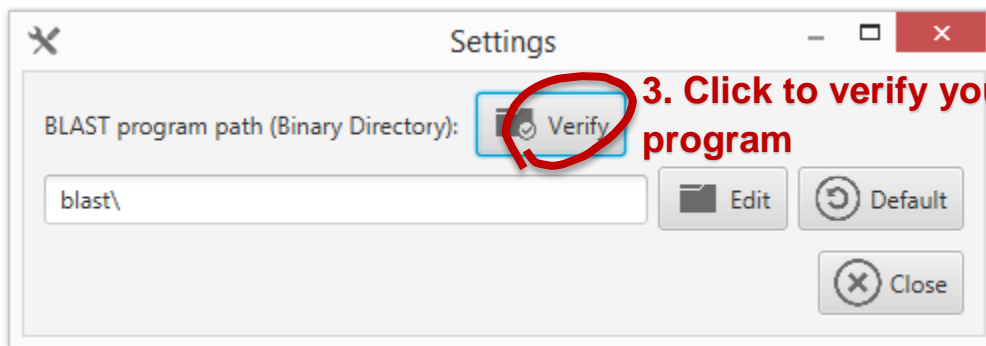 Settings
3. Click to verify you
BLAST program path (Binary Directory): Verify
program
blast\ Edit Default
Close